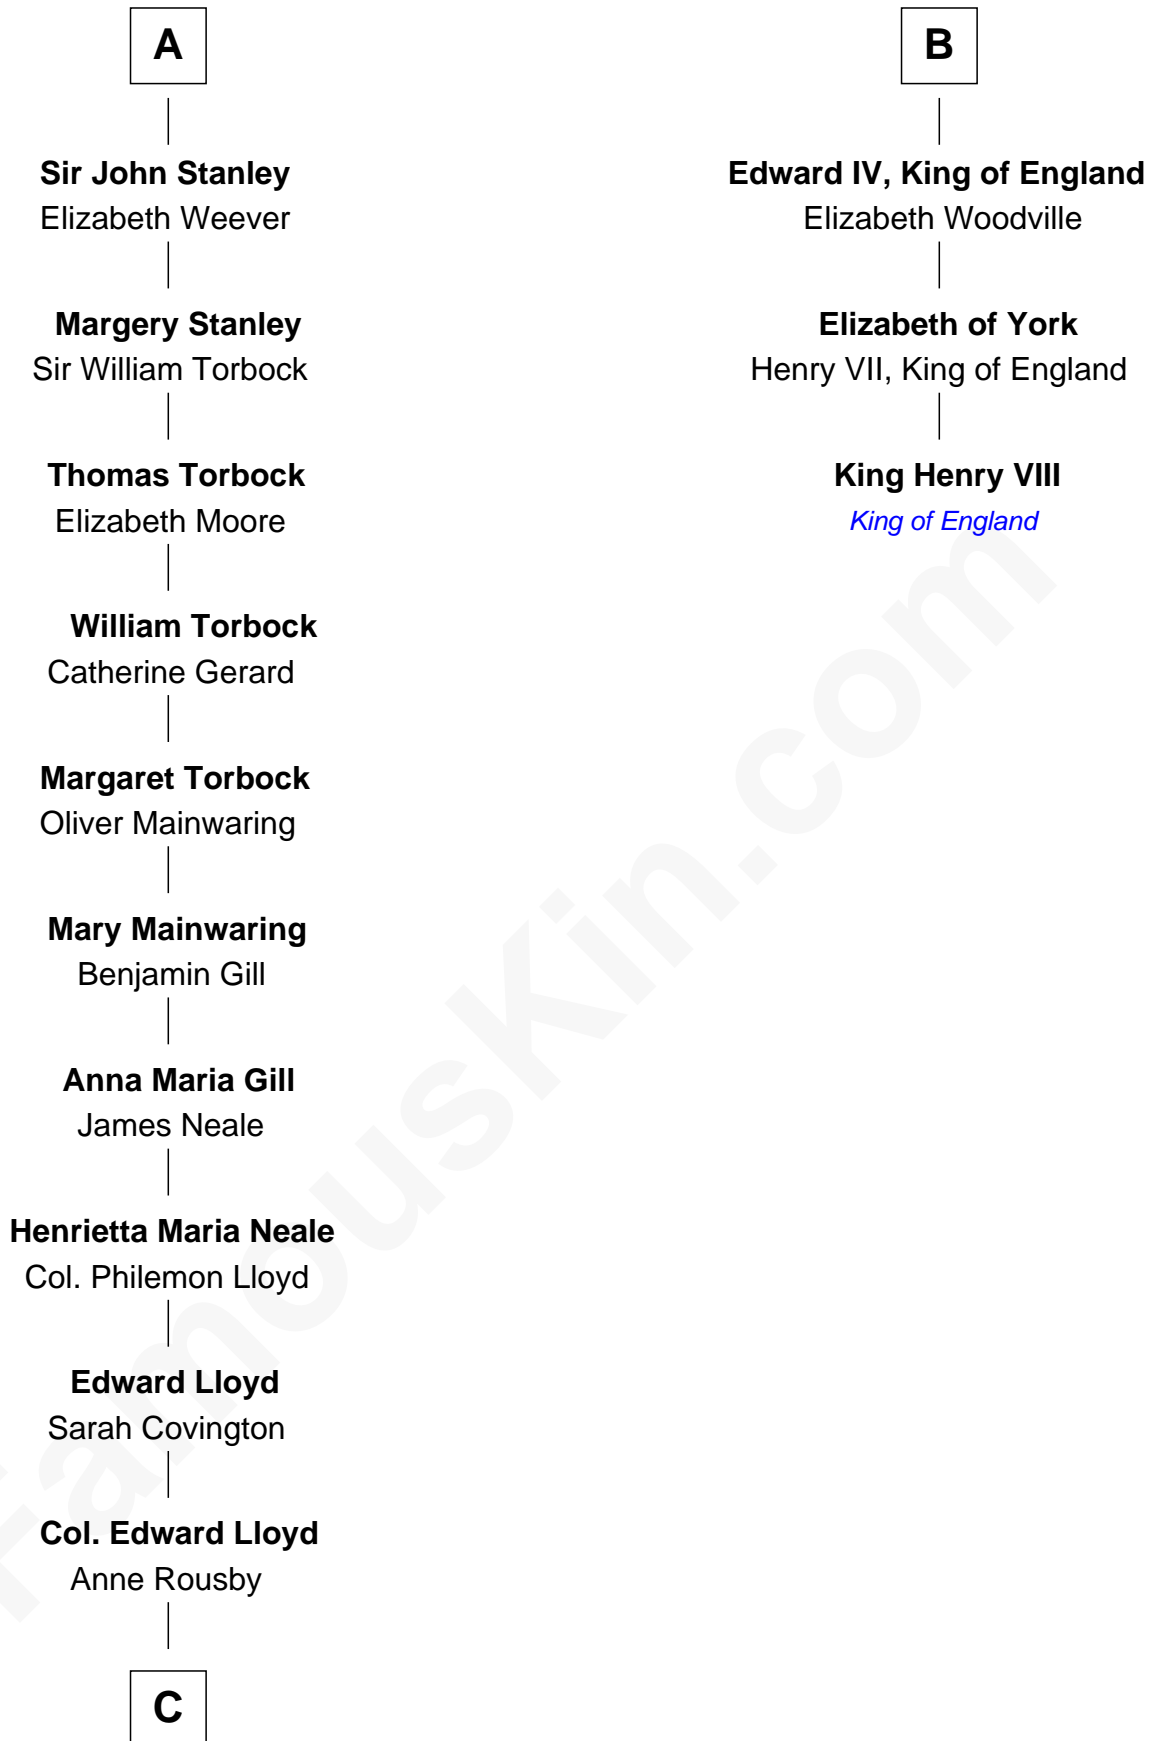 A
Sir John Stanley
Elizabeth Weever
Margery Stanley
Sir William Torbock
Thomas Torbock
Elizabeth Moore
William Torbock
Catherine Gerard
Margaret Torbock
Oliver Mainwaring
Mary Mainwaring
Benjamin Gill
Anna Maria Gill
James Neale
Henrietta Maria Neale
Col. Philemon Lloyd
Edward Lloyd
Sarah Covington
Col. Edward Lloyd
Anne Rousby
C
B
Edward IV, King of England
Elizabeth Woodville
Elizabeth of York
Henry VII, King of England
King Henry VIII
King of England
FamousKin.com